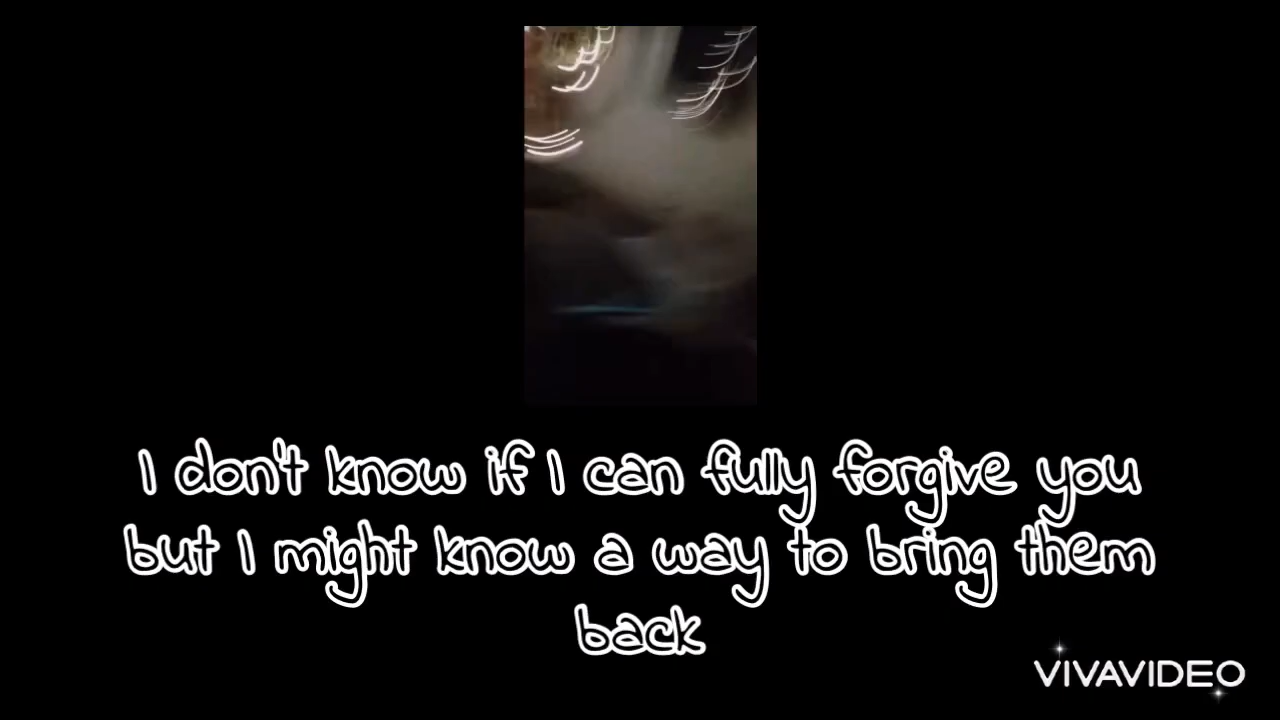 I don't know if I can fully forgive you
but I might know a way to bring them
back
VIVAVIDEO